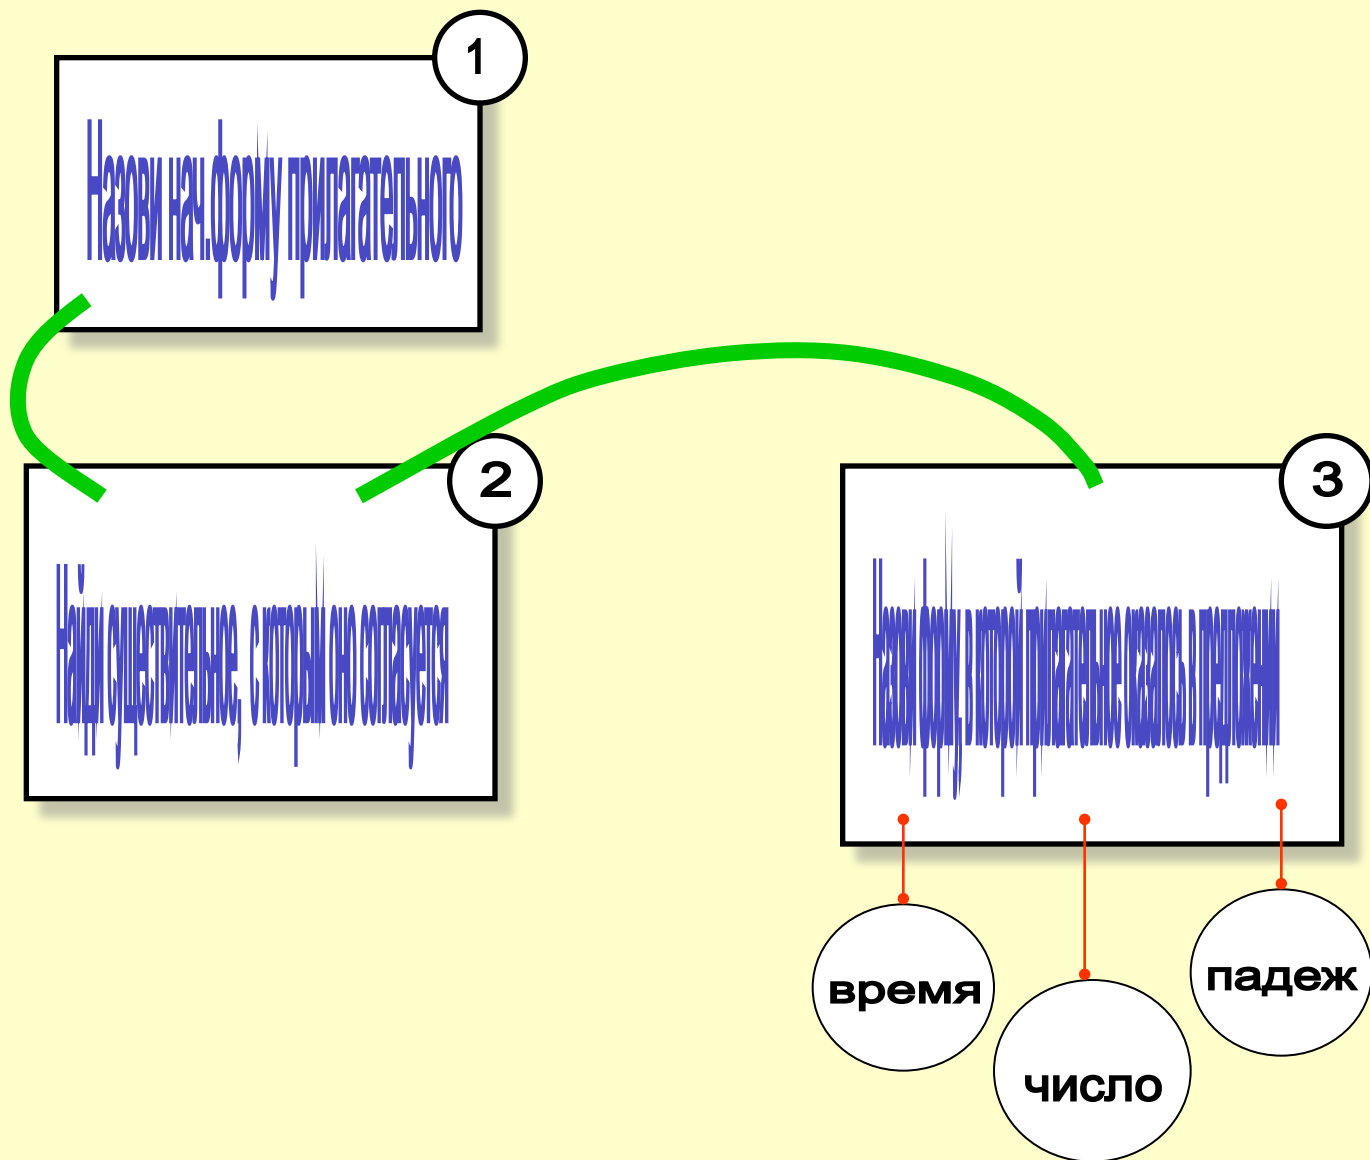 1
Назови нач.форму прилагательного
2
Найди существительное, с которым оно согласуется
3
Назови форму, в которой прилагательное оказалось в предложении
время
число
падеж